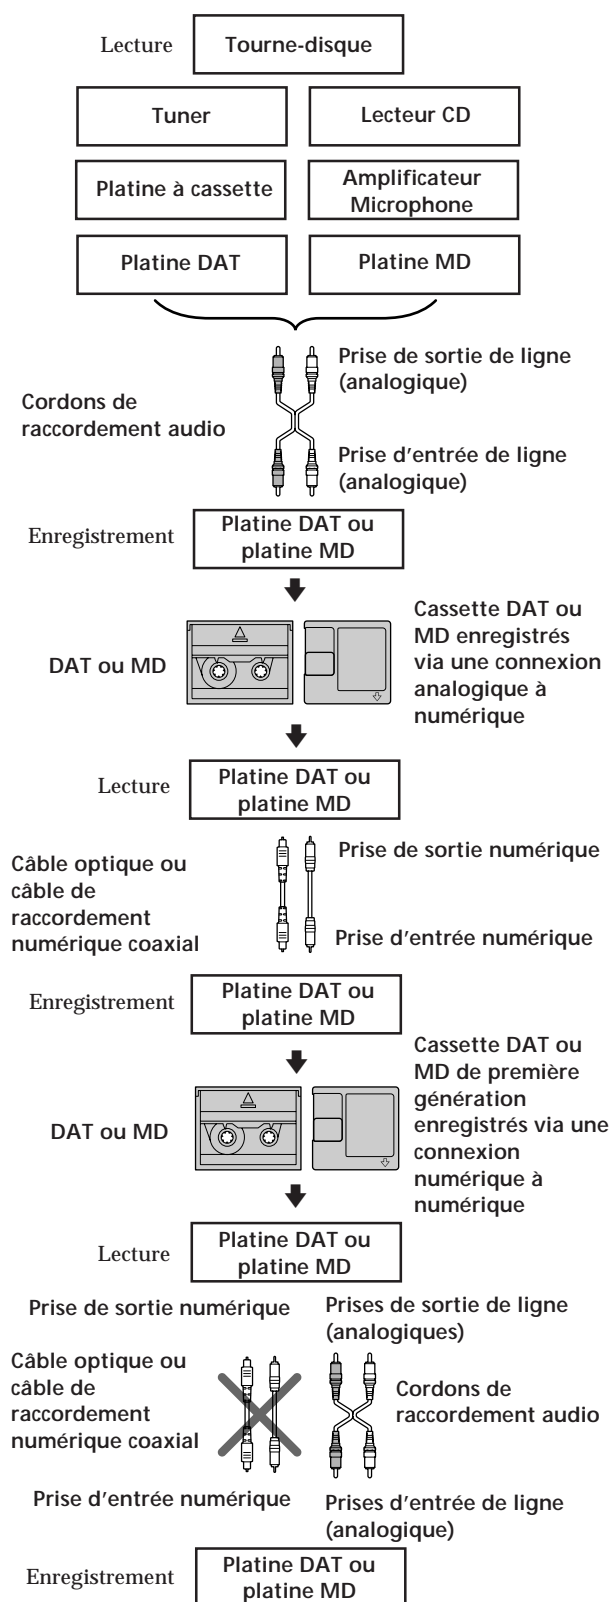 Lecture
Tourne-disque
Tuner
Lecteur CD
Platine à cassette
Amplificateur
Microphone
Platine DAT
Platine MD
Prise de sortie de ligne
(analogique)
Cordons de
raccordement audio
Prise d'entrée de ligne
(analogique)
Enregistrement
Platine DAT ou
platine MD
DAT ou MD
Cassette DAT ou
MD enregistrés
via une connexion
analogique à
numérique
Lecture
Platine DAT ou
platine MD
Câble optique ou
câble de
raccordement
numérique coaxial
Prise de sortie numérique
Prise d'entrée numérique
Enregistrement
Platine DAT ou
platine MD
DAT ou MD
Cassette DAT ou
MD de première
génération
enregistrés via une
connexion
numérique à
numérique
Lecture
Platine DAT ou
platine MD
Prise de sortie numérique
Prises de sortie de ligne
(analogiques)
Câble optique ou
câble de
raccordement
numérique coaxial
Cordons de
raccordement audio
Prise d'entrée numérique
Prises d'entrée de ligne
(analogique)
Enregistrement
Platine DAT ou
platine MD